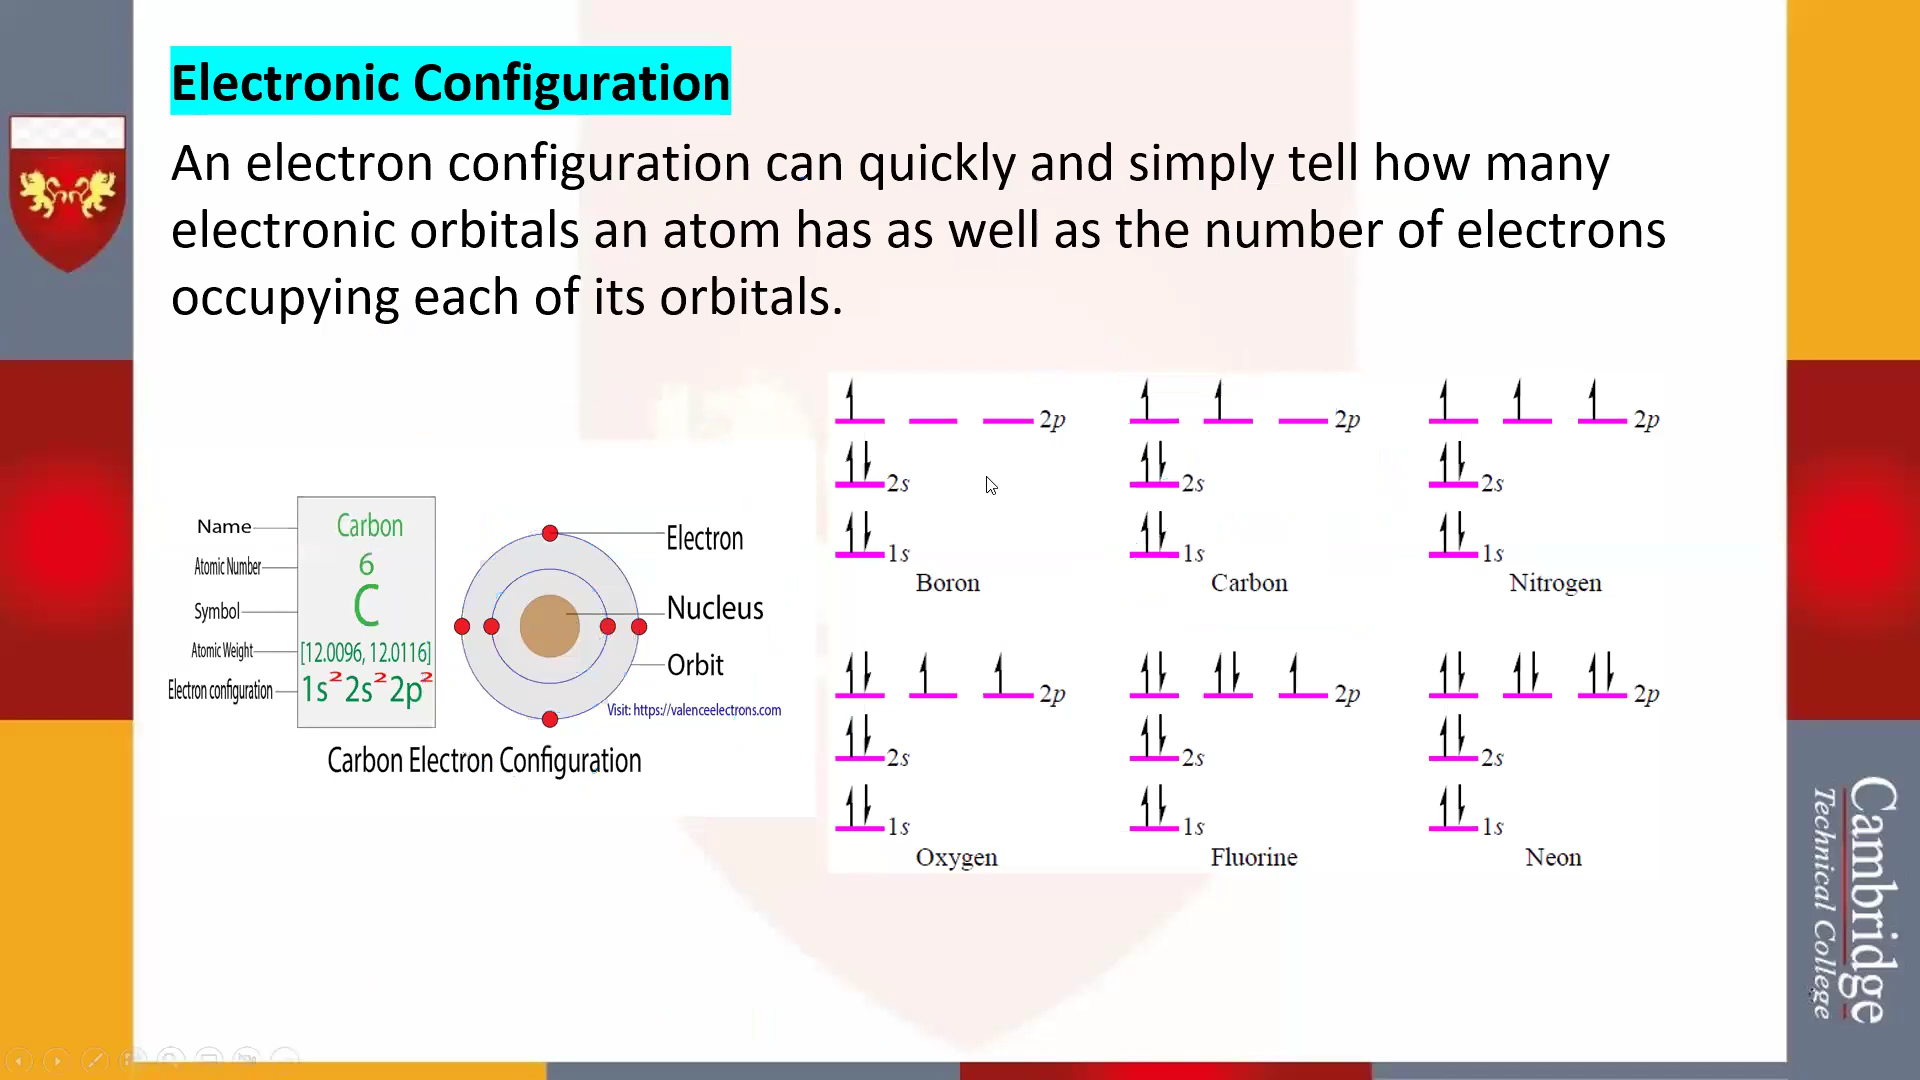 Electronic Configuration
An electron configuration can quickly and simply tell how many
electronic orbitals an atom has as well as the number of electrons
occupying each of its orbitals.
Name
Atomic Number
Symbol
Atomic Weight
Electron configuration
Carbon
6
C
[12.0096, 12.0116]
1s² 2s² 2p²
Electron
Nucleus
Orbit
Visit: https://valenceelectrons.com
Carbon Electron Configuration
2p
2s
1s
Boron
2p
2s
1s
Carbon
2p
2s
1s
Nitrogen
2p
2s
1s
Oxygen
2p
2s
1s
Fluorine
2p
2s
1s
Neon
Cambridge
Technical College